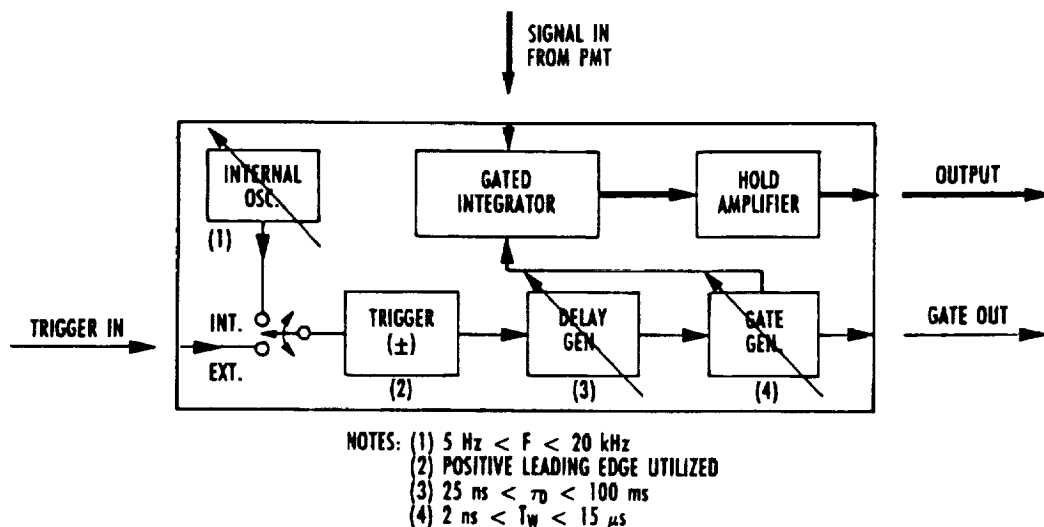 SIGNAL IN
FROM PMT
INTERNAL
OSC.
(1)
GATED
INTEGRATOR
HOLD
AMPLIFIER
OUTPUT
TRIGGER IN
INT.
EXT.
TRIGGER
(±)
(2)
DELAY
GEN
(3)
GATE
GEN.
(4)
GATE OUT
NOTES: (1) 5 Hz < F < 20 kHz
(2) POSITIVE LEADING EDGE UTILIZED
(3) 25 ns < τD < 100 ms
(4) 2 ns < TW < 15 μs